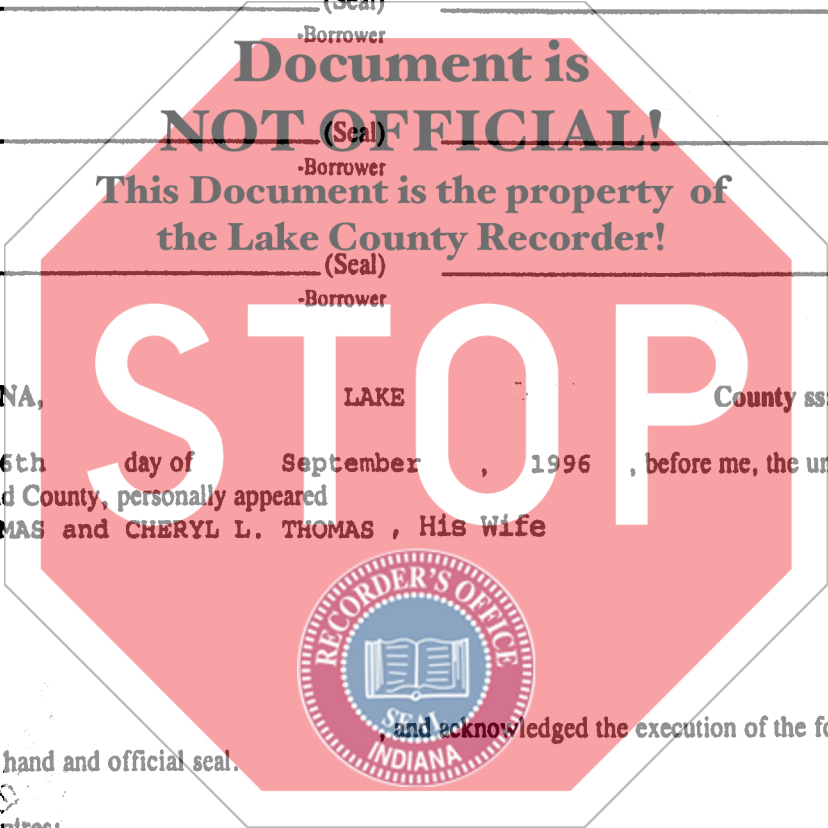 (Seal)
-Borrower
Document is
NOT OFFICIAL!
(Seal)
-Borrower
This Document is the property of
the Lake County Recorder!
(Seal)
-Borrower
STOP
NA, LAKE County ss:
6th day of September , 1996 , before me, the un
d County, personally appeared
MAS and CHERYL L. THOMAS , His Wife
RECORDER'S OFFICE
SEAL
INDIANA
, and acknowledged the execution of the fo
hand and official seal.